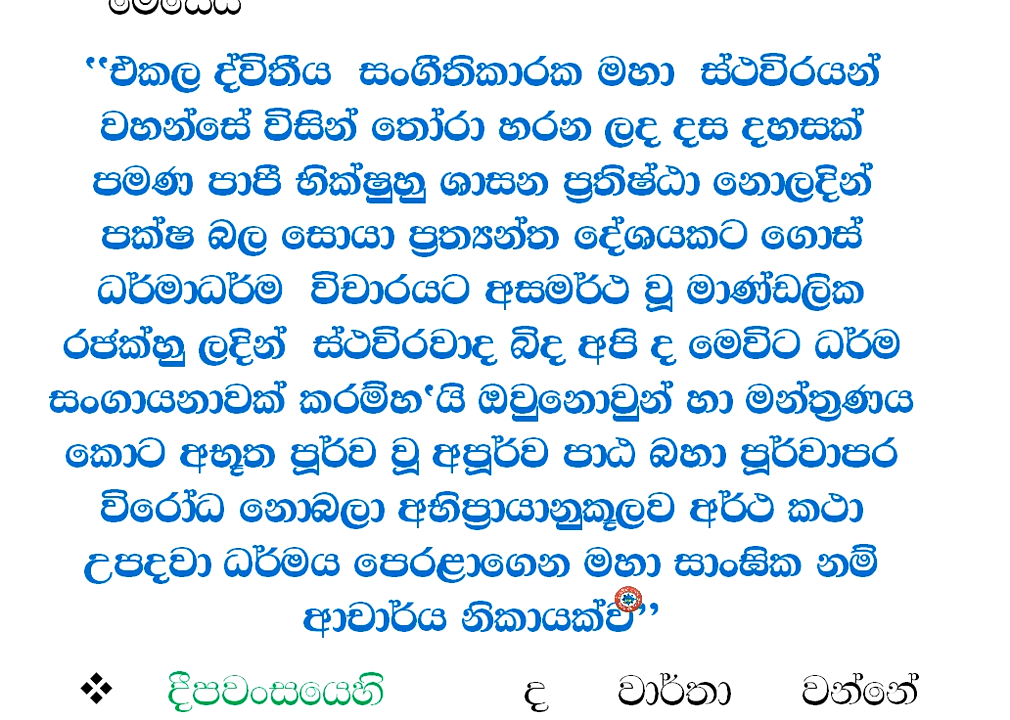 මෙසේය
“එකල ද්විතීය සංගීතිකාරක මහා ස්ථවිරයන්
වහන්සේ විසින් තෝරා හරන ලද දස දහසක්
පමණ පාපී භික්ෂුහු ශාසන ප්‍රතිෂ්ඨා නොලදින්
පක්ෂ බල සොයා ප්‍රත්‍යන්ත දේශයකට ගොස්
ධර්මාධර්ම විචාරයට අසමර්ථ වූ මාණ්ඩලික
රජක්හු ලදින් ස්ථවිරවාද බිද අපි ද මෙවිට ධර්ම
සංගායනාවක් කරම්හ‘යි ඔවුනොවුන් හා මන්ත්‍රණය
කොට අභූත පූර්ව වූ අපූර්ව පාඨ බහා පූර්වාපර
විරෝධ නොබලා අභිප්‍රායානුකූලව අර්ථ කථා
උපදවා ධර්මය පෙරළාගෙන මහා සාංඝික නම්
ආචාර්ය නිකායක්ව”
❖ දීපවංසයෙහි ද වාර්තා වන්නේ